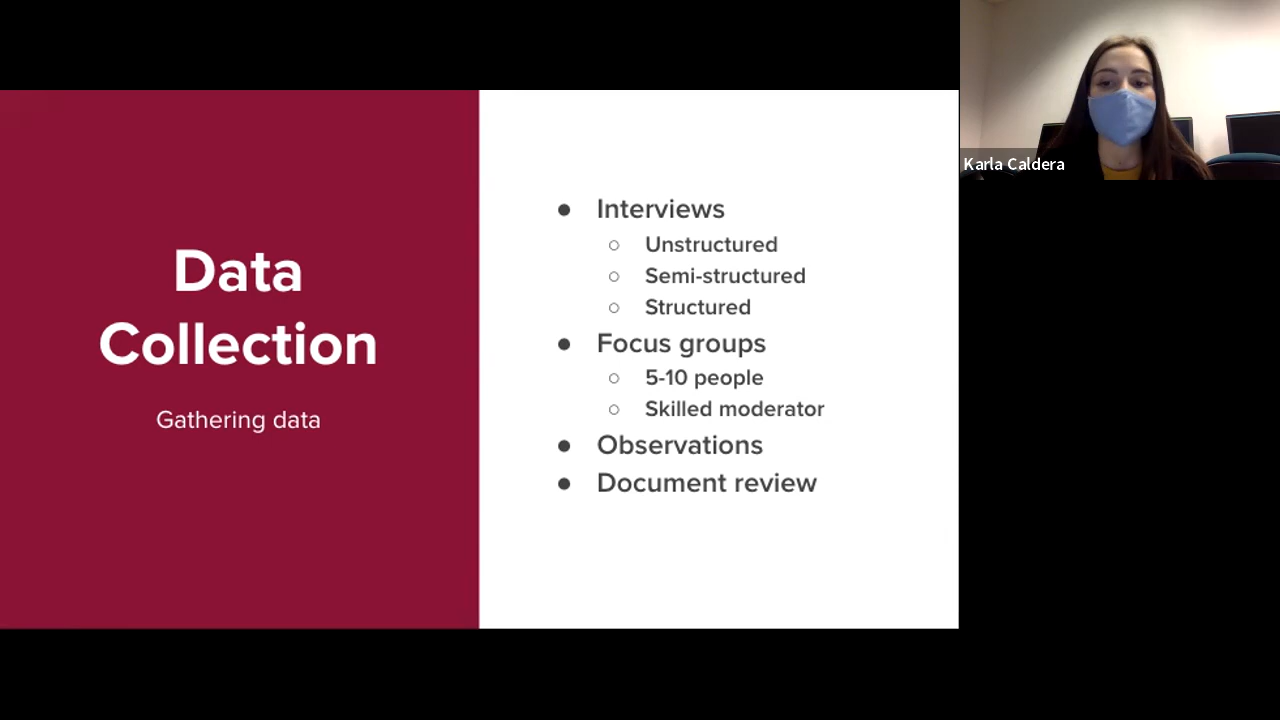 Data
Collection
Gathering data
● Interviews
○ Unstructured
○ Semi-structured
○ Structured
● Focus groups
○ 5-10 people
○ Skilled moderator
● Observations
● Document review
Karla Caldera